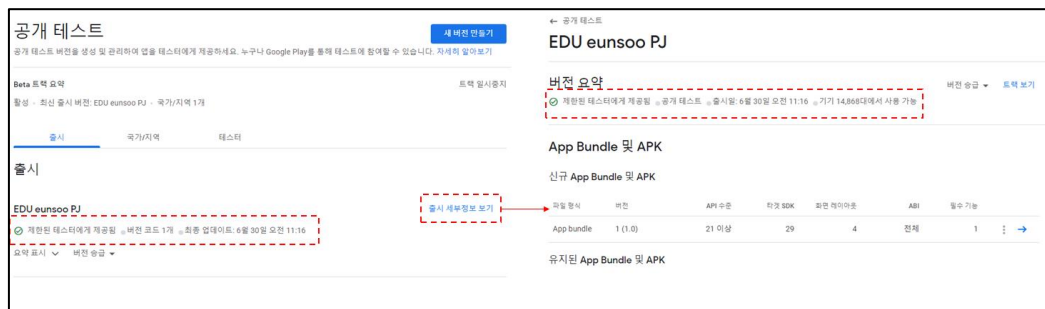 공개 테스트
새 버전 만들기
공개 테스트 버전을 생성 및 관리하여 앱을 테스터에게 제공하세요. 누구나 Google Play를 통해 테스트에 참여할 수 있습니다. 자세히 알아보기
Beta 트랙 요약
트랙 일시중지
활성 · 최신 출시 버전: EDU eunsoo PJ · 국가/지역 1개
출시 국가/지역 테스터
출시
EDU eunsoo PJ
출시 세부정보 보기
제한된 테스터에게 제공됨 버전 코드 1개 최종 업데이트: 6월 30일 오전 11:16
요약 표시 버전 승급
← 공개 테스트
EDU eunsoo PJ
버전 요약
버전 승급 트랙 보기
제한된 테스터에게 제공됨 공개 테스트 출시일: 6월 30일 오전 11:16 기기 14,868대에서 사용 가능
App Bundle 및 APK
신규 App Bundle 및 APK
파일 형식 버전 API 수준 타겟 SDK 화면 레이아웃 ABI 필수 기능
App bundle 1 (1.0) 21 이상 29 4 전체 1
유지된 App Bundle 및 APK